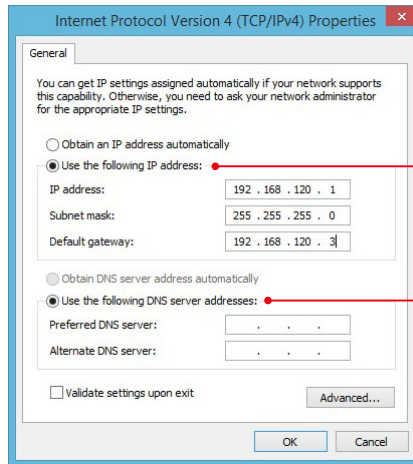 Internet Protocol Version 4 (TCP/IPv4) Properties
General
You can get IP settings assigned automatically if your network supports
this capability. Otherwise, you need to ask your network administrator
for the appropriate IP settings.
Obtain an IP address automatically
Use the following IP address:
IP address: 192 . 168 . 120 . 1
Subnet mask: 255 . 255 . 255 . 0
Default gateway: 192 . 168 . 120 . 3
Obtain DNS server address automatically
Use the following DNS server addresses:
Preferred DNS server: . . .
Alternate DNS server: . . .
Validate settings upon exit
Advanced...
OK Cancel